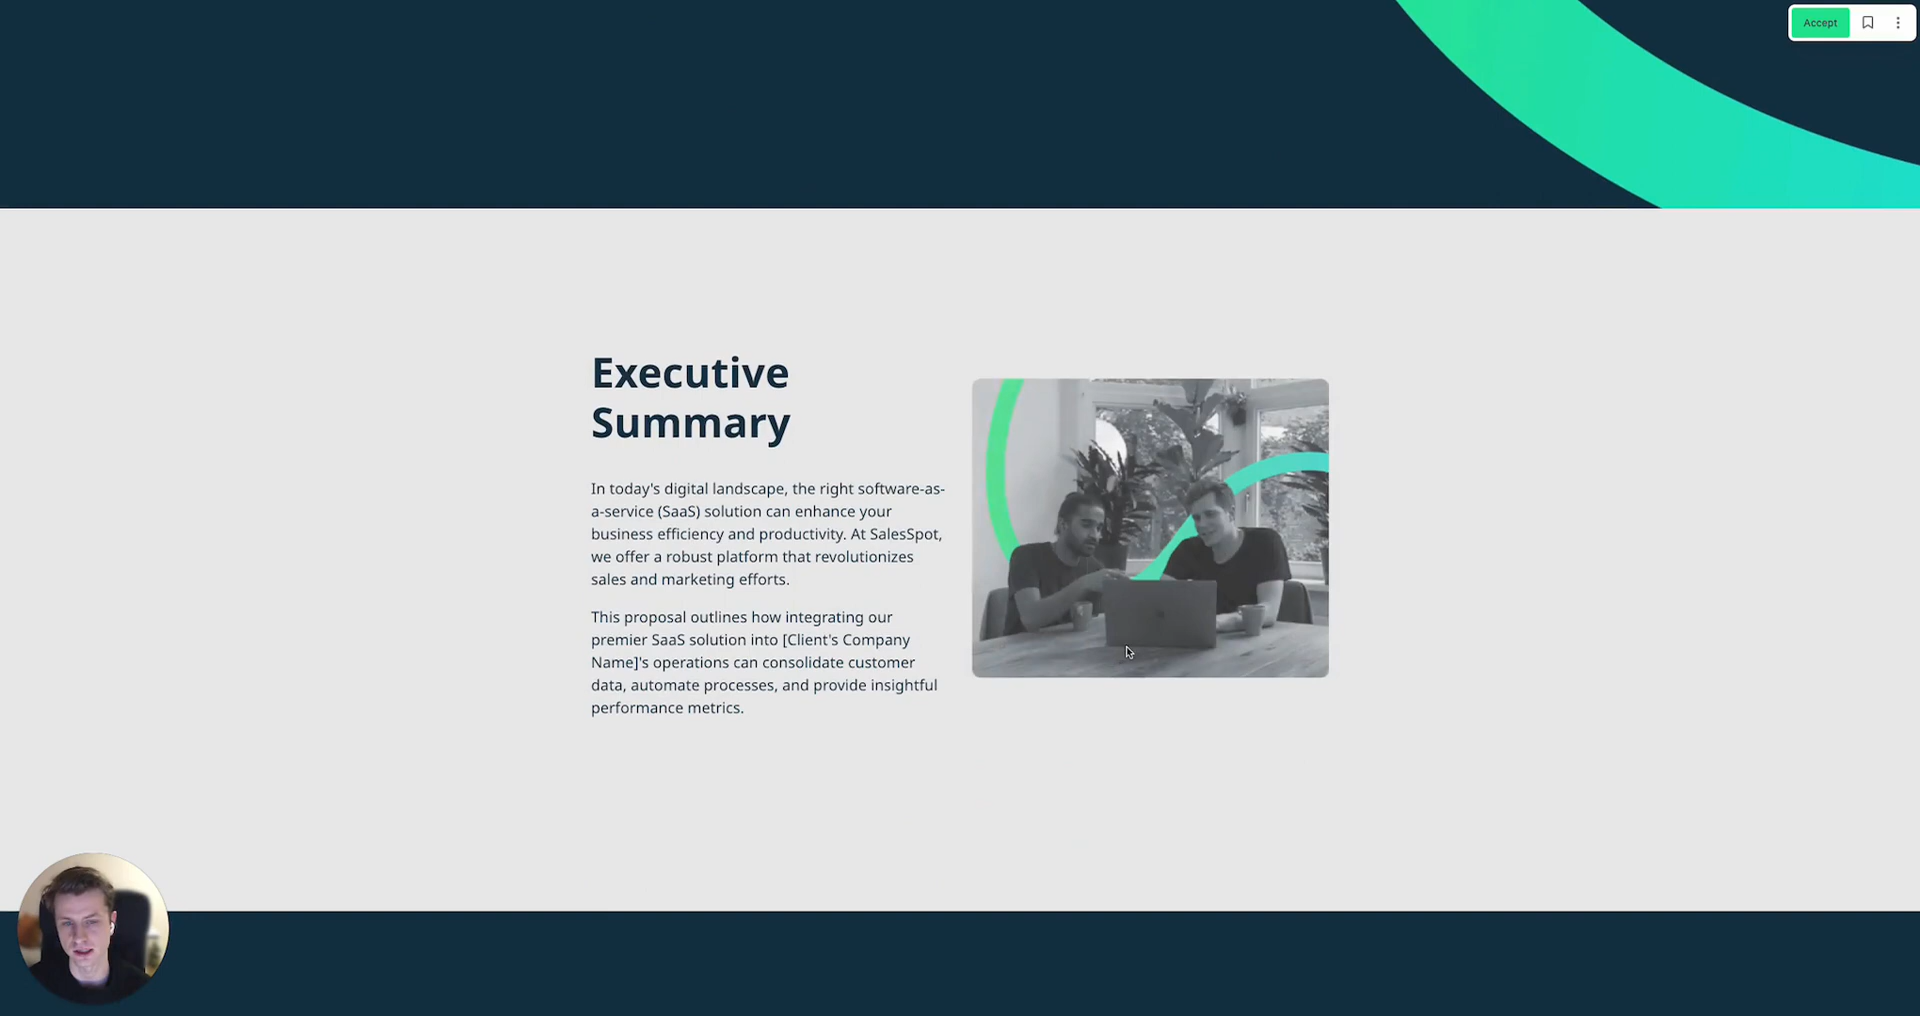 Accept
Executive
Summary
In today's digital landscape, the right software-as-
a-service (SaaS) solution can enhance your
business efficiency and productivity. At SalesSpot,
we offer a robust platform that revolutionizes
sales and marketing efforts.
This proposal outlines how integrating our
premier SaaS solution into [Client's Company
Name]'s operations can consolidate customer
data, automate processes, and provide insightful
performance metrics.